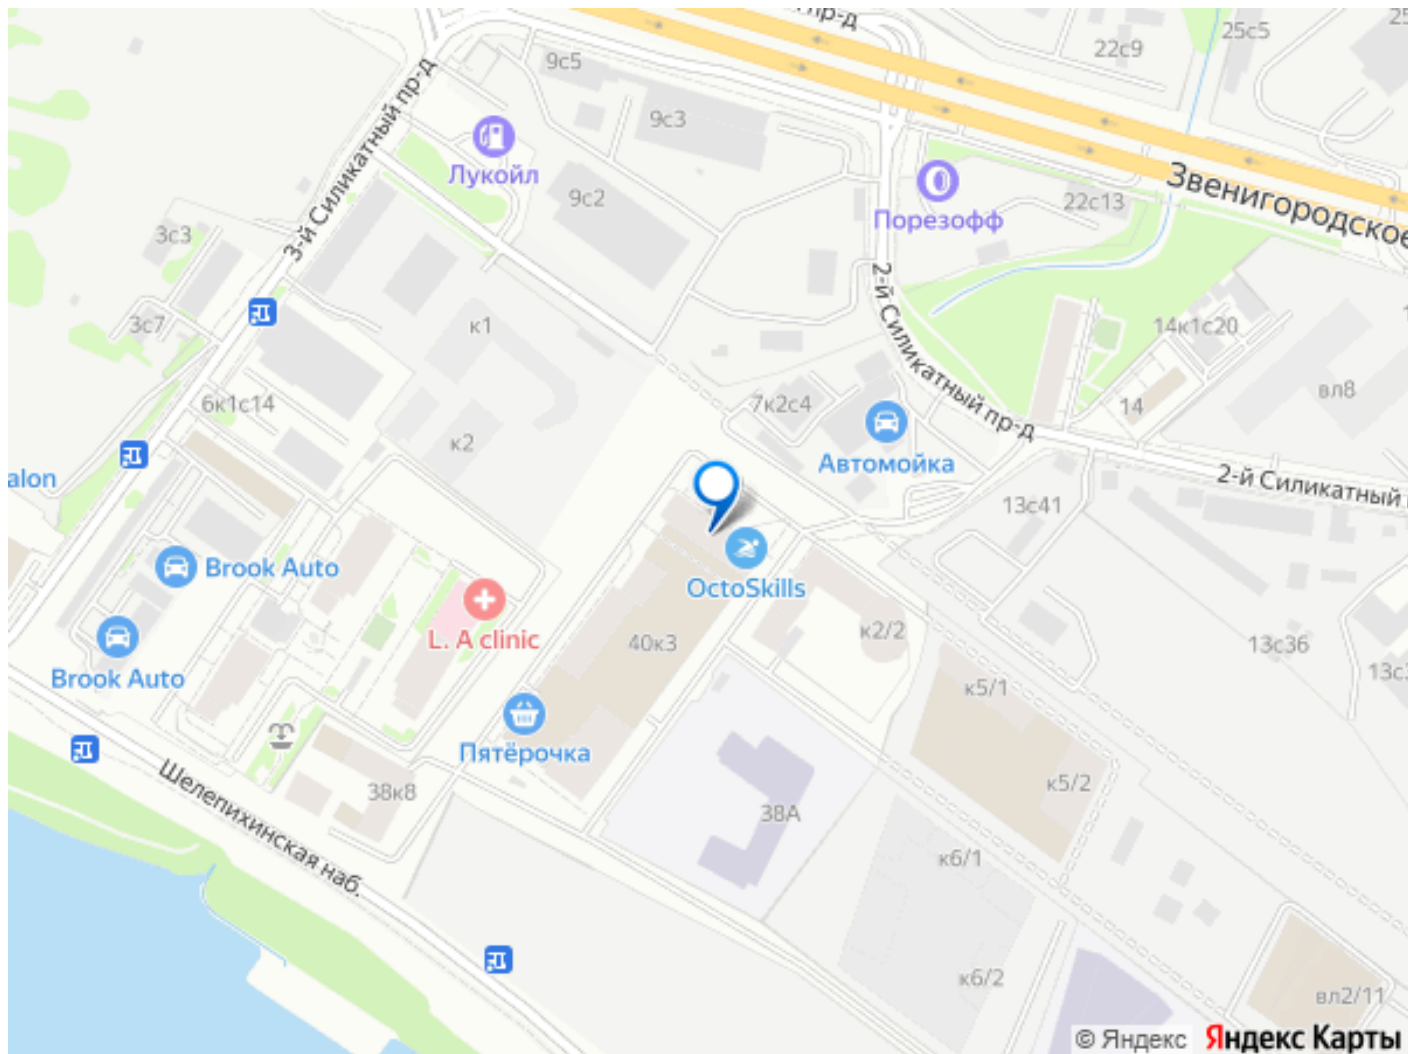 пр-д
25с5
22с9
9с5
3-й Силикатный пр-д
9с3
Лукойл
Звенигородское
Порезофф
22с13
9с2
3с3
2-й Силикатный пр-д
3с7
к1
14к1с20
вл8
6к1с14
7к2с4
14
к2
Автомойка
alon
2-й Силикатный
13с41
Brook Auto
OctoSkills
L. A clinic
40к3
к2/2
13с36
Brook Auto
к5/1
Пятёрочка
38к8
к5/2
38А
Шелепихинская наб.
к6/1
к6/2
вл2/11
© Яндекс Яндекс Карты